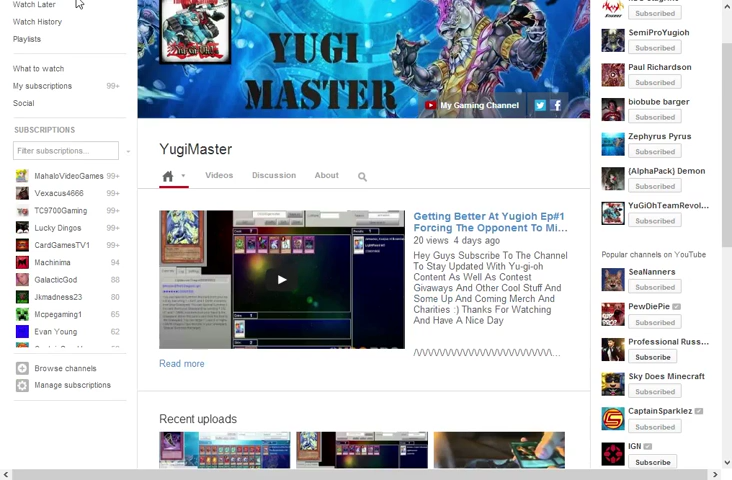 Watch Later
Watch History
Playlists
What to watch
My subscriptions 99+
Social
SUBSCRIPTIONS
Filter subscriptions...
MahaloVideoGames 99+
Vexacus4666 99+
TC9700Gaming 99+
Lucky Dingos 99+
CardGamesTV1 99+
Machinima 94
GalacticGod 88
Jkmadness23 80
Mcpegaming1 65
Evan Young 62
Browse channels
Manage subscriptions
YUGI
MASTER
My Gaming Channel
YugiMaster
Videos Discussion About
Getting Better At Yugioh Ep#1
Forcing The Opponent To Mi...
20 views 4 days ago
Hey Guys Subscribe To The Channel
To Stay Updated With Yu-gi-oh
Content As Well As Contest
Giveaways And Other Cool Stuff And
Some Up And Coming Merch And
Charities :) Thanks For Watching
And Have A Nice Day
Read more
Recent uploads
Subscribed
SemiProYugioh
Subscribed
Paul Richardson
Subscribed
biobube barger
Subscribed
Zephyrus Pyrus
Subscribed
(AlphaPack) Demon
Subscribed
YuGiOhTeamRevol...
Subscribed
Popular channels on YouTube
SeaNanners
Subscribed
PewDiePie
Subscribed
Professional Russ...
Subscribe
Sky Does Minecraft
Subscribed
CaptainSparklez
Subscribed
IGN
Subscribe